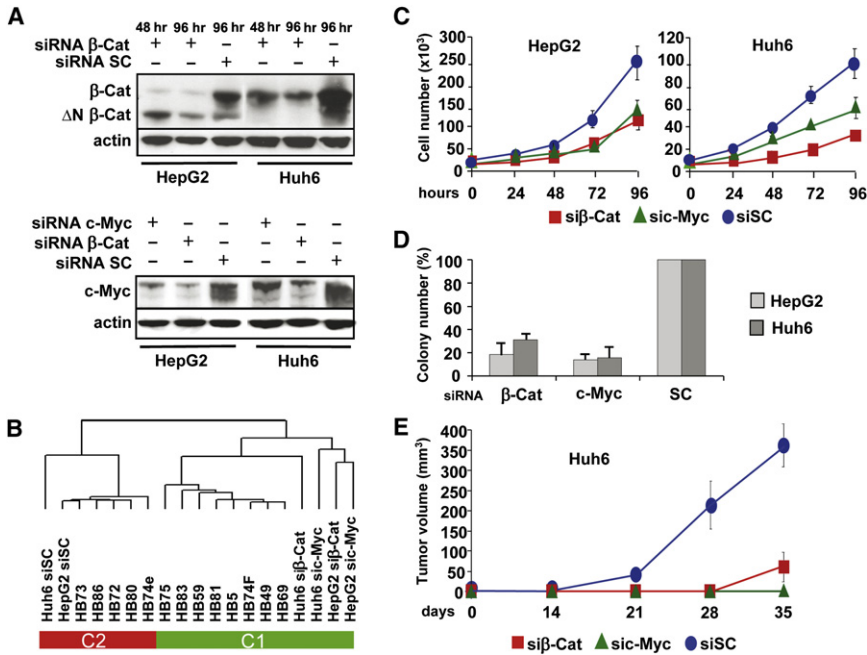 A
48 hr 96 hr 96 hr 48 hr 96 hr 96 hr
siRNA β-Cat + + – + + –
siRNA SC – – + – – +
β-Cat
ΔN β-Cat
actin
HepG2 Huh6
siRNA c-Myc + – – + – –
siRNA β-Cat – + – – + –
siRNA SC – – + – – +
c-Myc
actin
HepG2 Huh6
B
Huh6 siSC
HepG2 siSC
HB73
HB86
HB72
HB80
HB74e
HB75
HB83
HB59
HB81
HB5
HB74F
HB49
HB69
Huh6 siβ-Cat
Huh6 sic-Myc
HepG2 siβ-Cat
HepG2 sic-Myc
C2 C1
C
HepG2 Huh6
Cell number (x10³)
300
250
200
150
100
50
0
120
100
80
60
40
20
0
hours 0 24 48 72 96 0 24 48 72 96
siβ-Cat sic-Myc siSC
D
Colony number (%)
100
80
60
40
20
0
HepG2
Huh6
siRNA β-Cat c-Myc SC
E
Huh6
Tumor volume (mm³)
400
350
300
250
200
150
100
50
0
days 0 14 21 28 35
siβ-Cat sic-Myc siSC